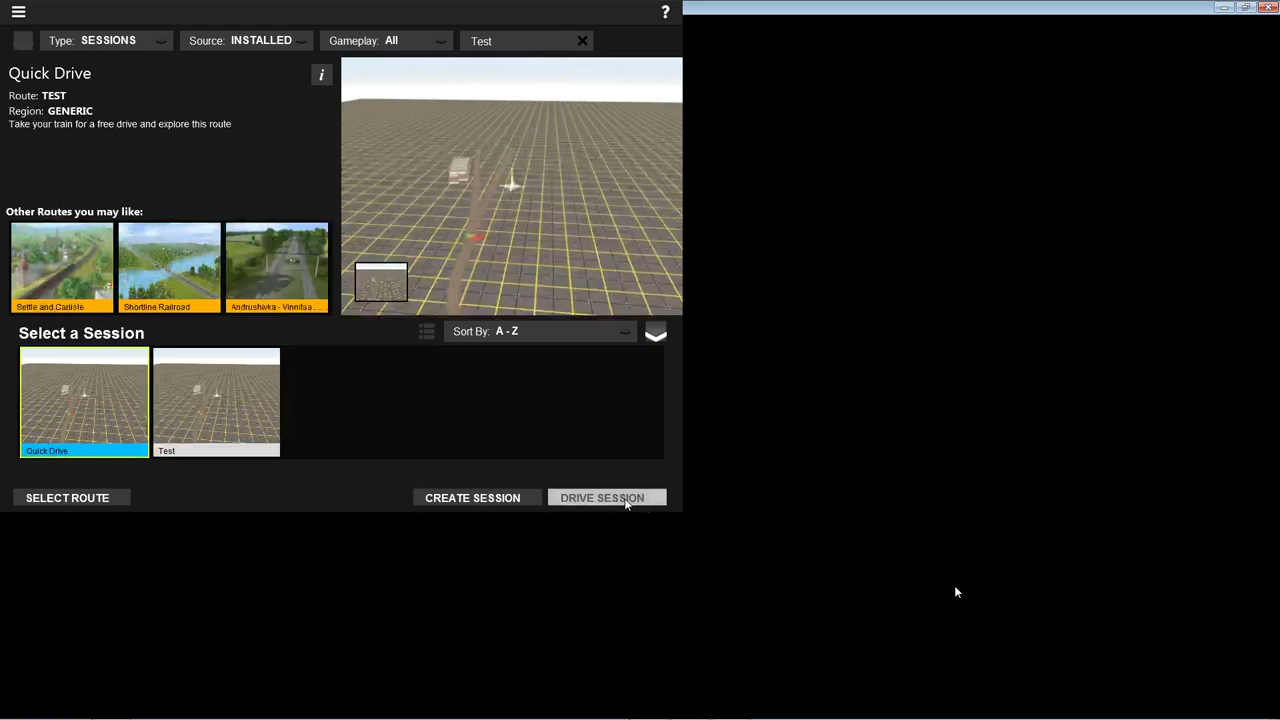 ?
Type: SESSIONS
Source: INSTALLED
Gameplay: All
Test
Quick Drive
i
Route: TEST
Region: GENERIC
Take your train for a free drive and explore this route
Other Routes you may like:
Settle and Carlisle
Shortline Railroad
Andrushivka - Vinnitsa ...
Select a Session
Sort By: A - Z
Quick Drive
Test
SELECT ROUTE
CREATE SESSION
DRIVE SESSION